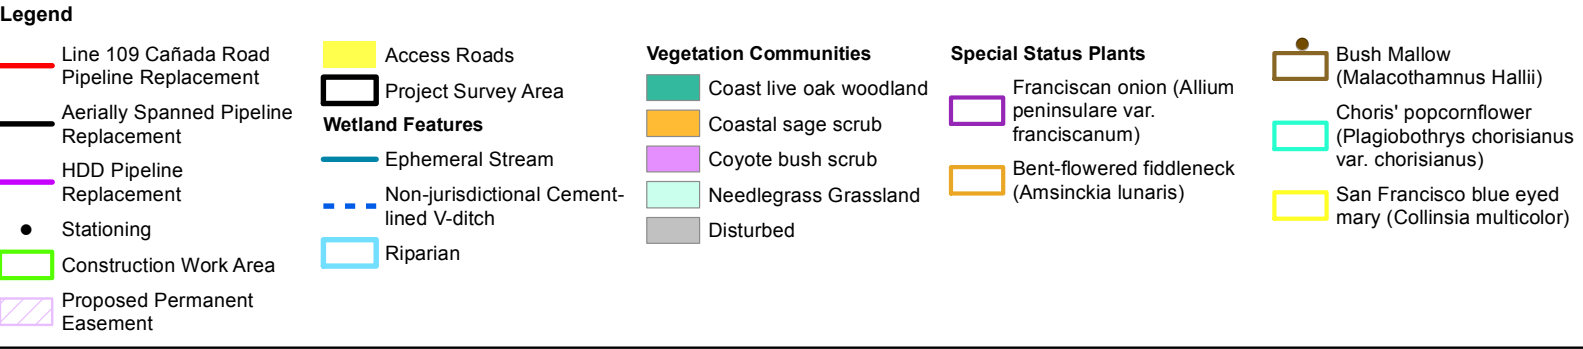 Legend
Line 109 Cañada Road
Pipeline Replacement
Aerially Spanned Pipeline
Replacement
HDD Pipeline
Replacement
Stationing
Construction Work Area
Proposed Permanent
Easement
Access Roads
Project Survey Area
Wetland Features
Ephemeral Stream
Non-jurisdictional Cement-
lined V-ditch
Riparian
Vegetation Communities
Coast live oak woodland
Coastal sage scrub
Coyote bush scrub
Needlegrass Grassland
Disturbed
Special Status Plants
Franciscan onion (Allium
peninsulare var.
franciscanum)
Bent-flowered fiddleneck
(Amsinckia lunaris)
Bush Mallow
(Malacothamnus Hallii)
Choris' popcornflower
(Plagiobothrys chorisianus
var. chorisianus)
San Francisco blue eyed
mary (Collinsia multicolor)